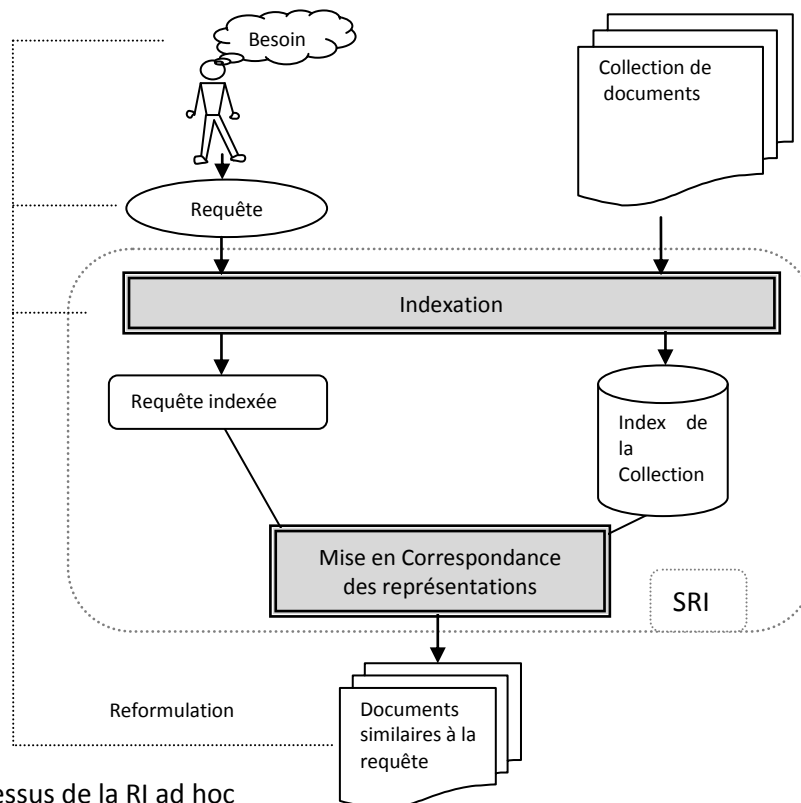 Besoin
Collection de
documents
Requête
Indexation
Requête indexée
Index de
la
Collection
Mise en Correspondance
des représentations
SRI
Reformulation
Documents
similaires à la
requête
de la RI ad hoc